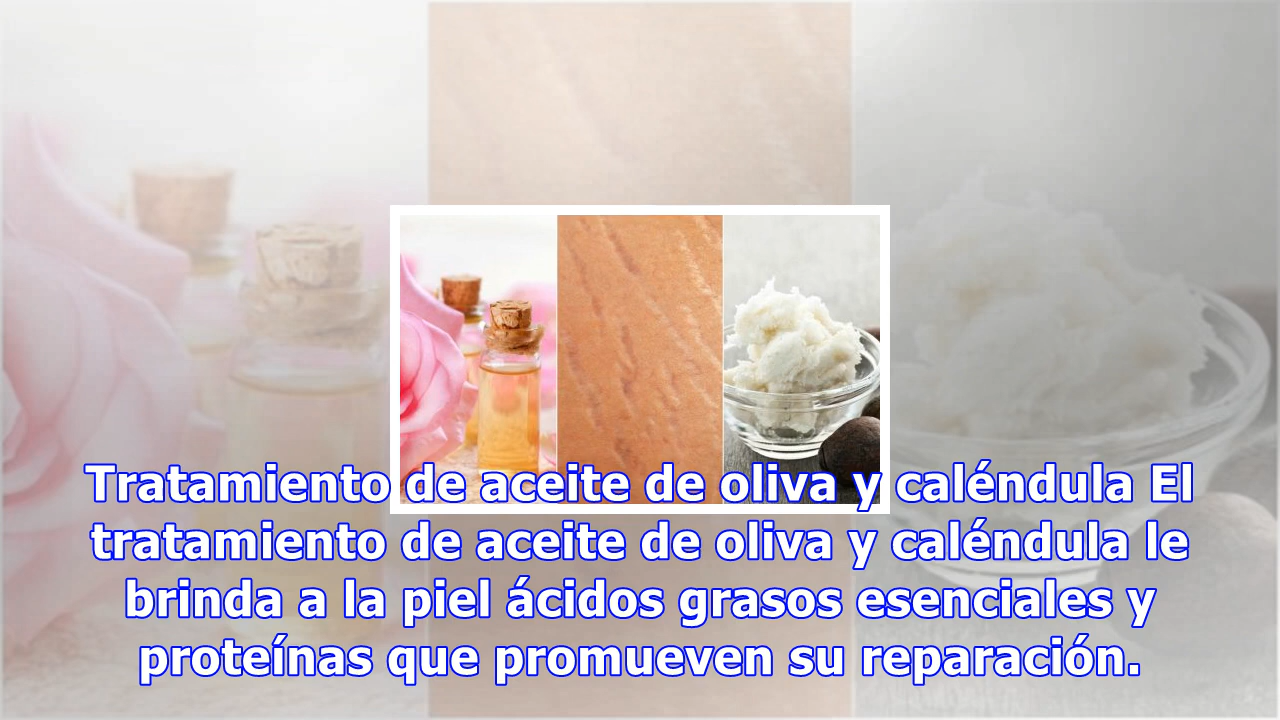 Tratamiento de aceite de oliva y caléndula El
tratamiento de aceite de oliva y caléndula le
brinda a la piel ácidos grasos esenciales y
proteínas que promueven su reparación.